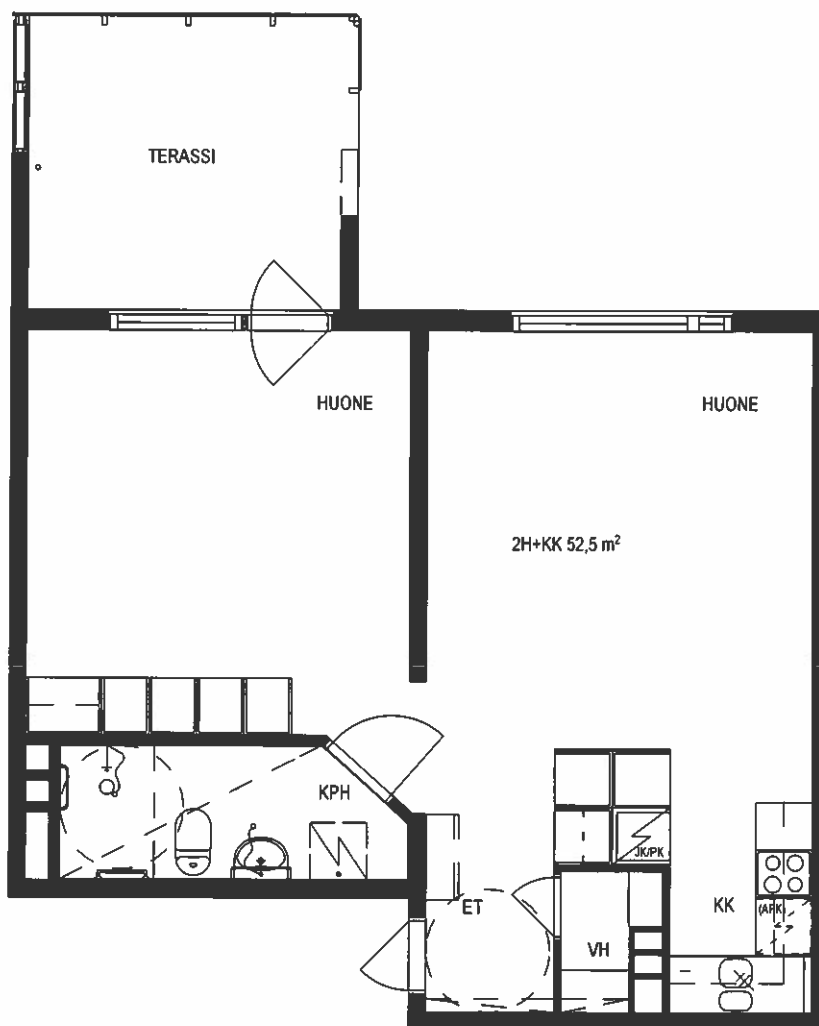 TERASSI
HUONE
HUONE
2H+KK 52,5 m²
KPH
JK/PK
ET
KK
(APK)
VH